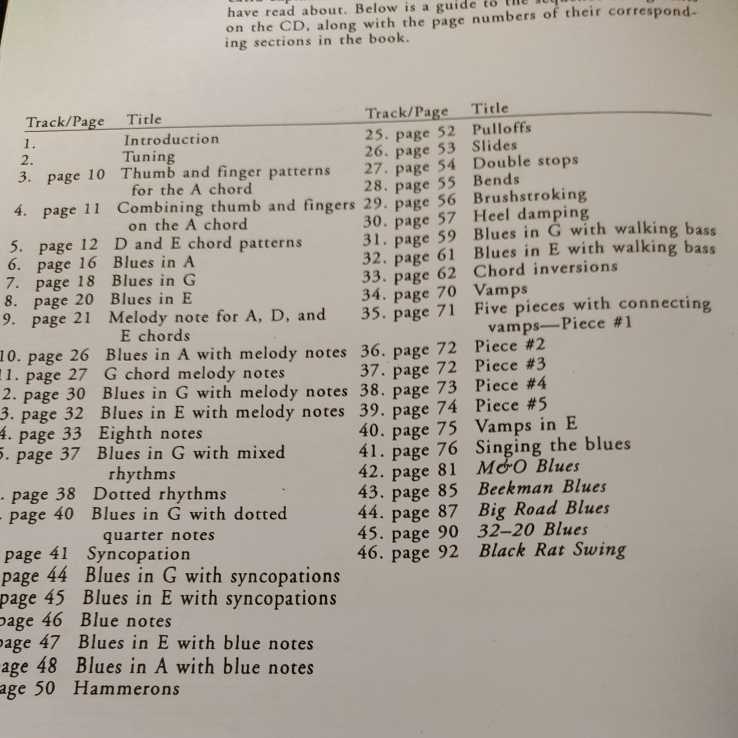 have read about. Below is a guide to the
on the CD, along with the page numbers of their correspond-
ing sections in the book.
Track/Page Title
1. Introduction
2. Tuning
3. page 10 Thumb and finger patterns
for the A chord
4. page 11 Combining thumb and fingers
on the A chord
5. page 12 D and E chord patterns
6. page 16 Blues in A
7. page 18 Blues in G
8. page 20 Blues in E
9. page 21 Melody note for A, D, and
E chords
10. page 26 Blues in A with melody notes
1. page 27 G chord melody notes
2. page 30 Blues in G with melody notes
3. page 32 Blues in E with melody notes
4. page 33 Eighth notes
5. page 37 Blues in G with mixed
rhythms
. page 38 Dotted rhythms
. page 40 Blues in G with dotted
quarter notes
page 41 Syncopation
page 44 Blues in G with syncopations
page 45 Blues in E with syncopations
page 46 Blue notes
page 47 Blues in E with blue notes
age 48 Blues in A with blue notes
age 50 Hammerons
Track/Page Title
25. page 52 Pulloffs
26. page 53 Slides
27. page 54 Double stops
28. page 55 Bends
29. page 56 Brushstroking
30. page 57 Heel damping
31. page 59 Blues in G with walking bass
32. page 61 Blues in E with walking bass
33. page 62 Chord inversions
34. page 70 Vamps
35. page 71 Five pieces with connecting
vamps—Piece #1
36. page 72 Piece #2
37. page 72 Piece #3
38. page 73 Piece #4
39. page 74 Piece #5
40. page 75 Vamps in E
41. page 76 Singing the blues
42. page 81 M&O Blues
43. page 85 Beekman Blues
44. page 87 Big Road Blues
45. page 90 32–20 Blues
46. page 92 Black Rat Swing